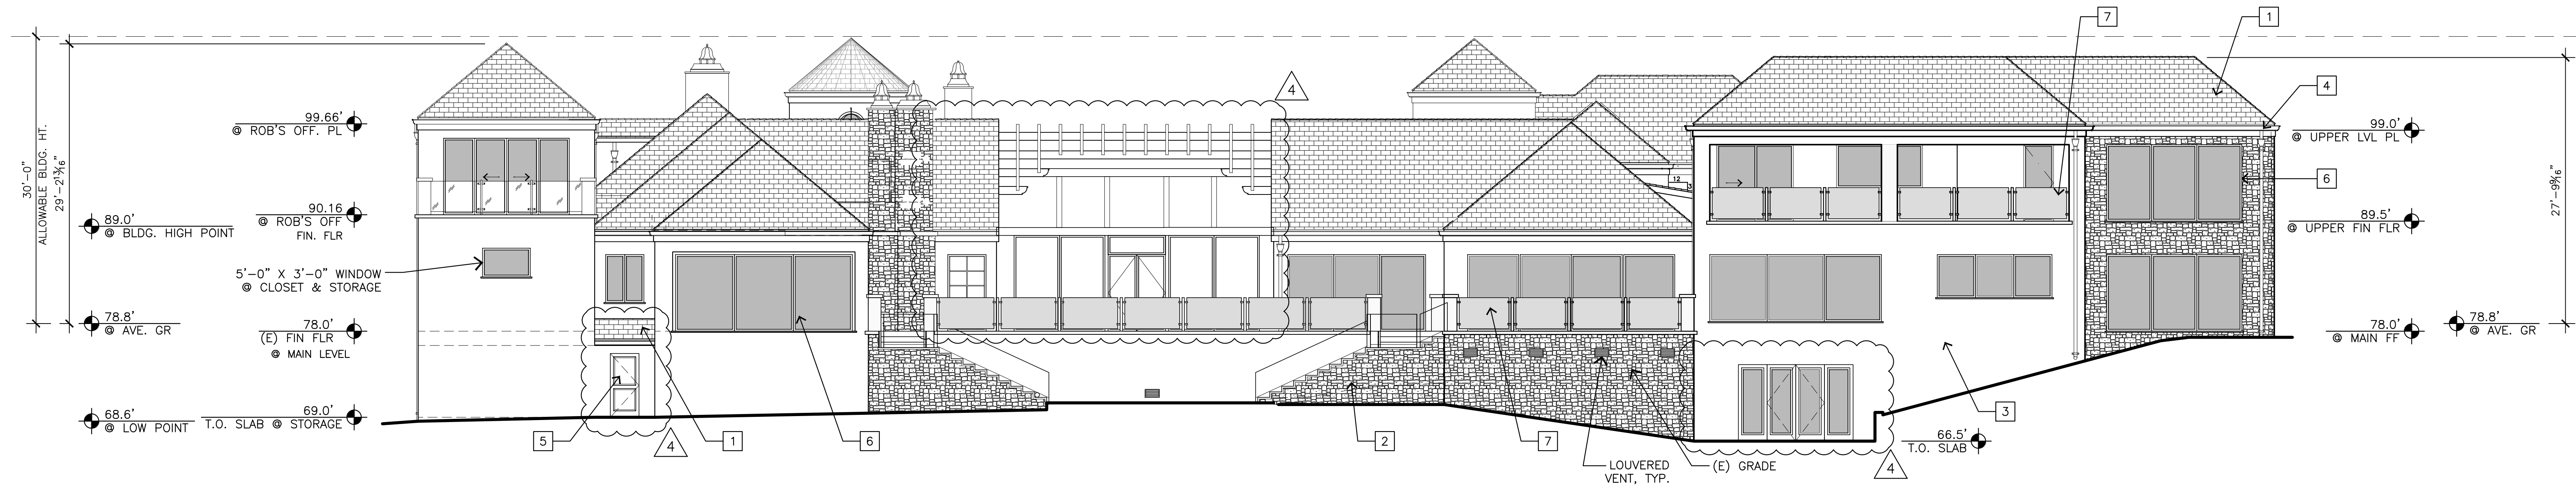 30'-0"
ALLOWABLE BLDG. HT.
29'-2 13/16"
99.66'
@ ROB'S OFF. PL
90.16
@ ROB'S OFF
FIN. FLR
89.0'
@ BLDG. HIGH POINT
5'-0" X 3'-0" WINDOW
@ CLOSET & STORAGE
78.8'
@ AVE. GR
78.0'
(E) FIN FLR
@ MAIN LEVEL
68.6'
@ LOW POINT
69.0'
T.O. SLAB @ STORAGE
5
4
1
6
4
12
3
2
7
LOUVERED
VENT, TYP.
(E) GRADE
4
3
66.5'
T.O. SLAB
7
1
4
99.0'
@ UPPER LVL PL
6
89.5'
@ UPPER FIN FLR
78.0'
@ MAIN FF
78.8'
@ AVE. GR
27'-9 9/16"